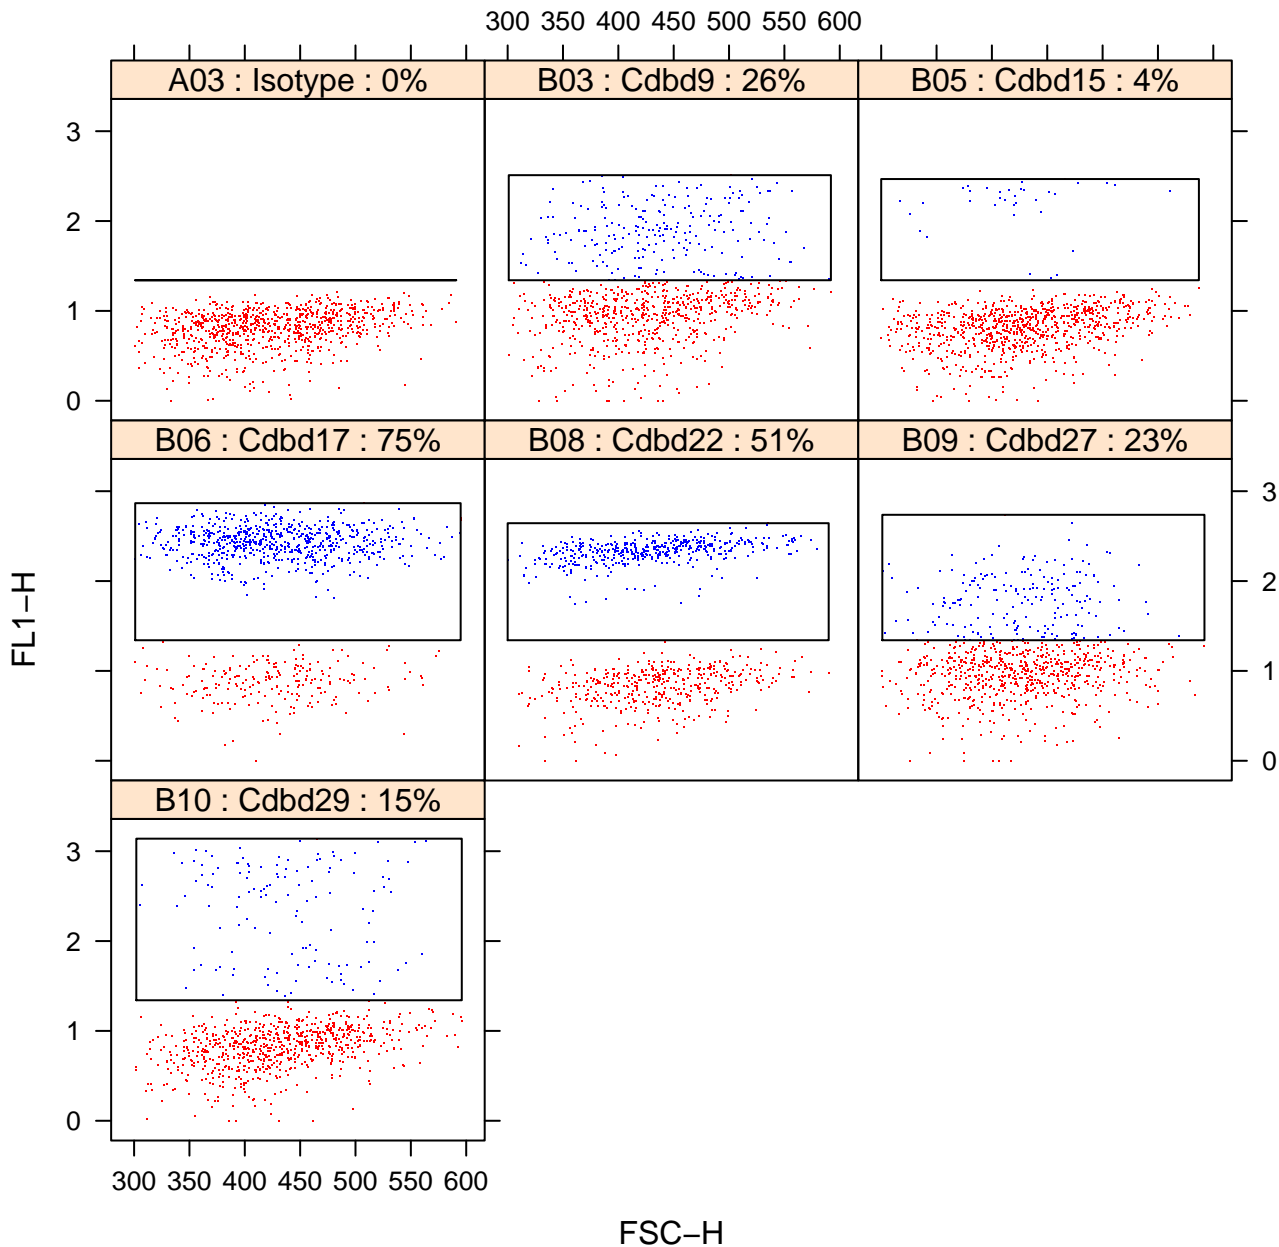 300 350 400 450 500 550 600
A03 : Isotype : 0%
B03 : Cdbd9 : 26%
B05 : Cdbd15 : 4%
3
2
1
0
B06 : Cdbd17 : 75%
B08 : Cdbd22 : 51%
B09 : Cdbd27 : 23%
3
2
1
0
FL1−H
B10 : Cdbd29 : 15%
3
2
1
0
300 350 400 450 500 550 600
FSC−H